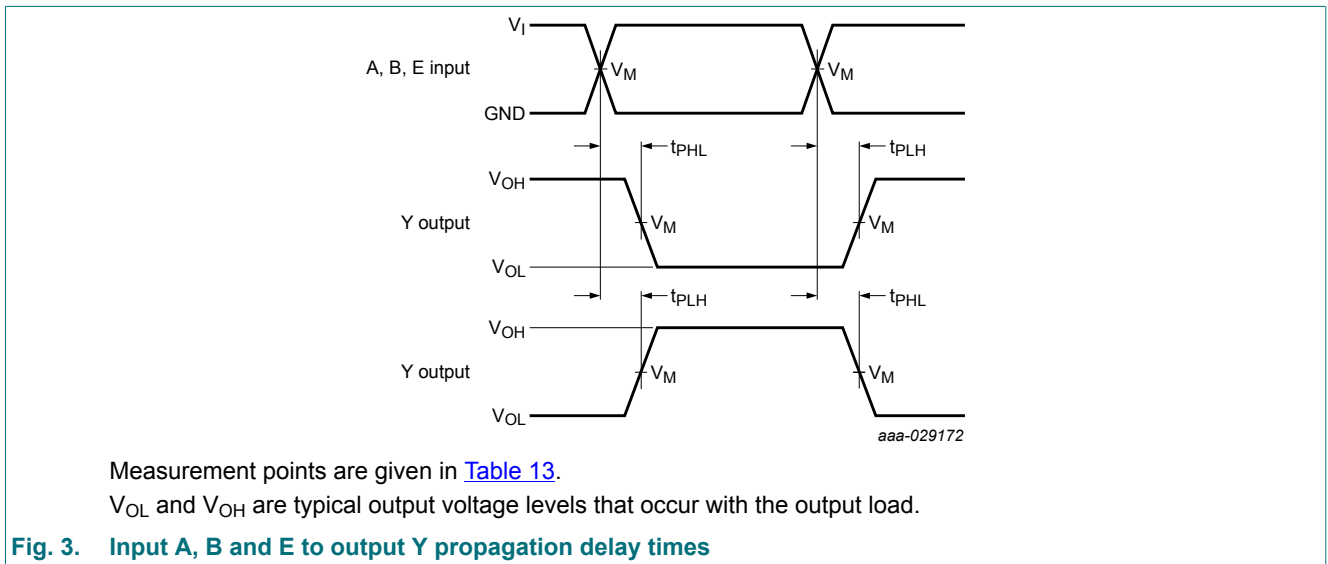 V_I
A, B, E input
V_M V_M
GND
t_PHL t_PLH
V_OH
Y output
V_M V_M
V_OL
t_PLH t_PHL
V_OH
Y output
V_M V_M
V_OL
aaa-029172
Measurement points are given in Table 13.
V_OL and V_OH are typical output voltage levels that occur with the output load.
Fig. 3. Input A, B and E to output Y propagation delay times